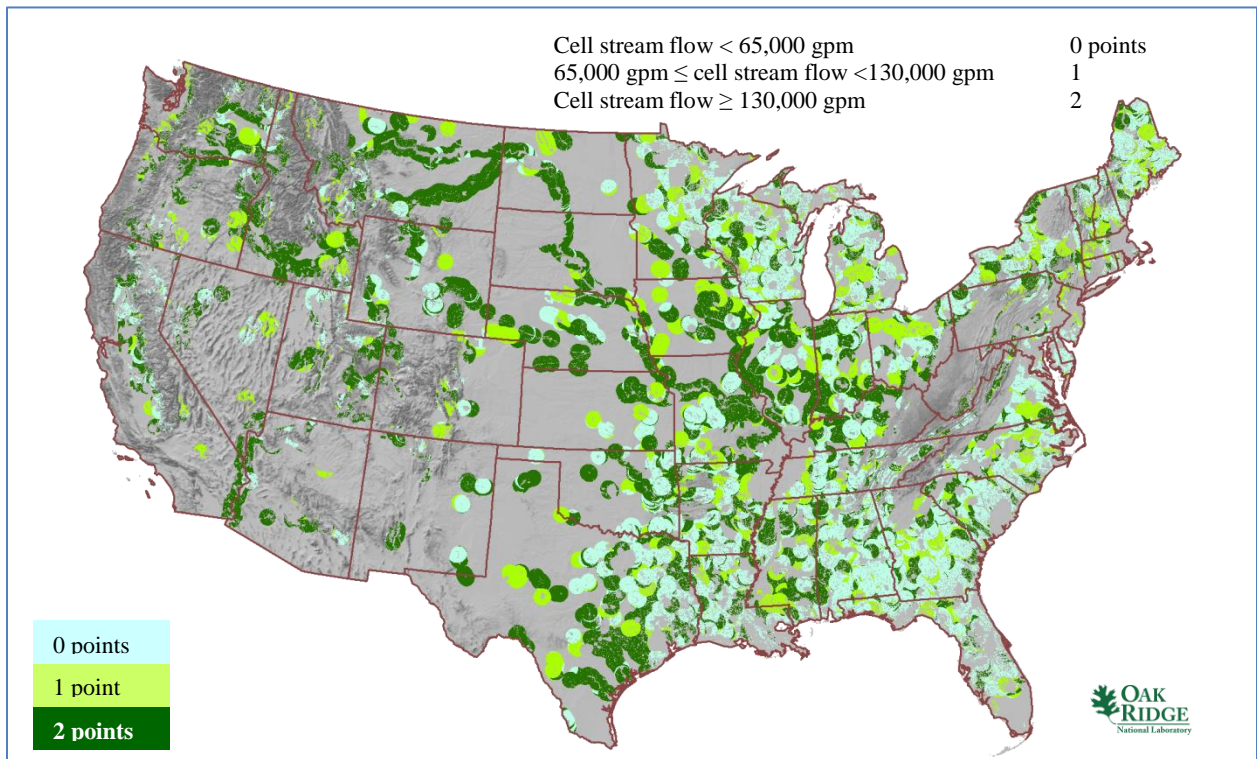 Cell stream flow < 65,000 gpm 0 points
65,000 gpm ≤ cell stream flow <130,000 gpm 1
Cell stream flow ≥ 130,000 gpm 2
0 points
1 point
2 points
OAK
RIDGE
National Laboratory